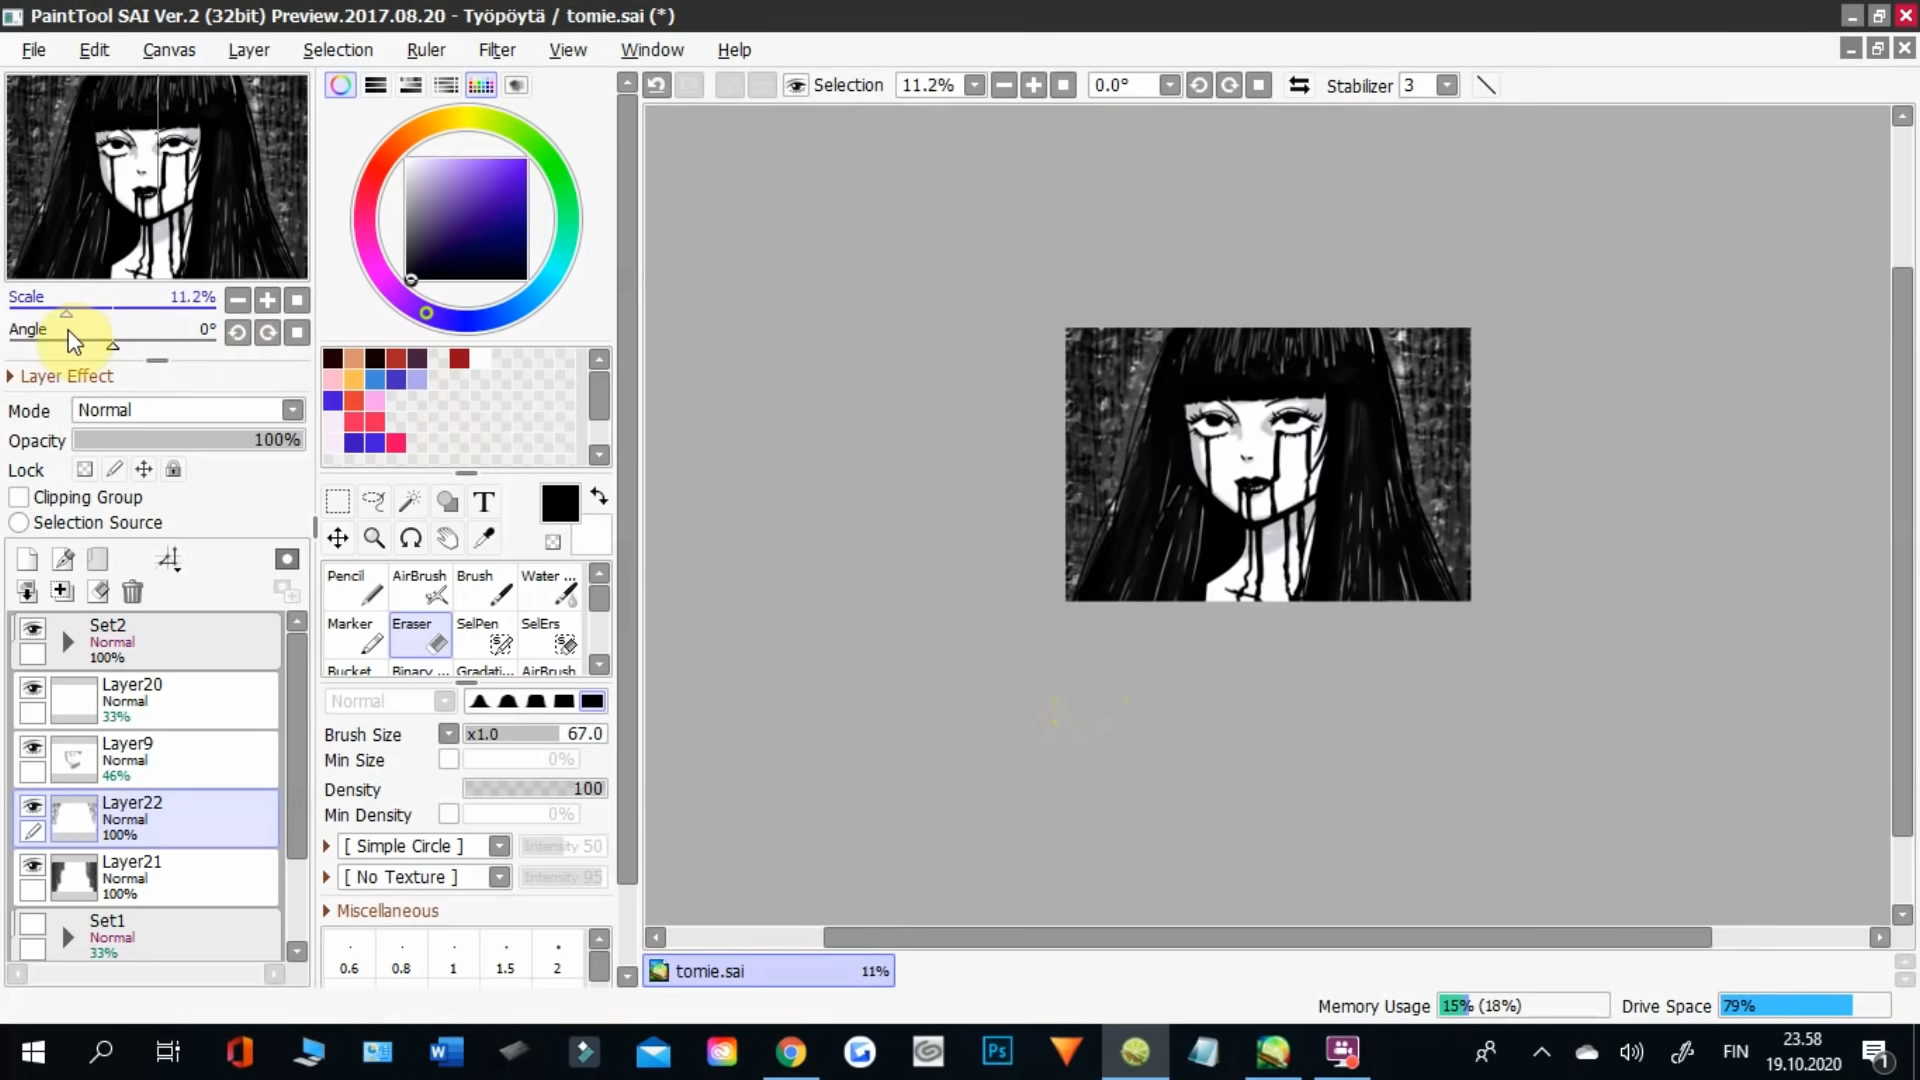 PaintTool SAI Ver.2 (32bit) Preview.2017.08.20 - Työpöytä / tomie.sai (*)
File Edit Canvas Layer Selection Ruler Filter View Window Help
Selection 11.2% 0.0° Stabilizer 3
Scale 11.2%
Angle 0°
Layer Effect
Mode Normal
Opacity 100%
Lock
Clipping Group
Selection Source
Set2
Normal
100%
Layer20
Normal
33%
Layer9
Normal
46%
Layer22
Normal
100%
Layer21
Normal
100%
Set1
Normal
33%
T
Pencil AirBrush Brush Water ...
Marker Eraser SelPen SelErs
Bucket Binary ... Gradati... AirBrush
Normal
Brush Size x1.0 67.0
Min Size 0%
Density 100
Min Density 0%
[ Simple Circle ] Intensity 50
[ No Texture ] Intensity 95
Miscellaneous
0.6 0.8 1 1.5 2
tomie.sai 11%
Memory Usage 15% (18%) Drive Space 79%
W Ps FIN 23.58
19.10.2020 1